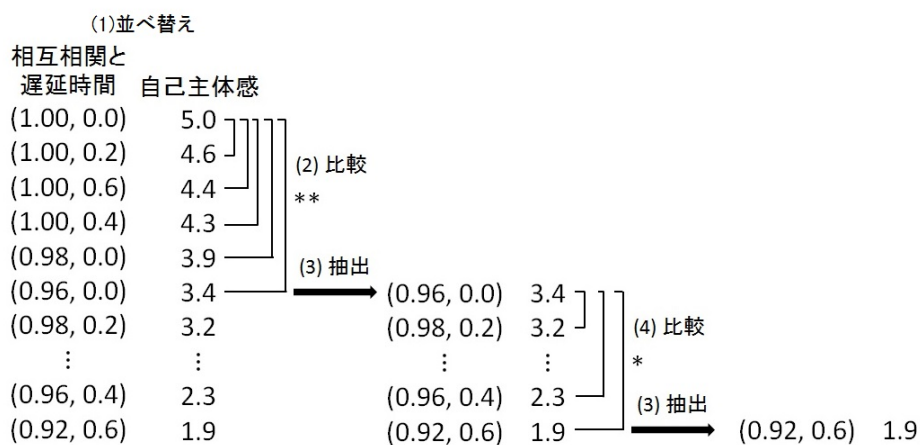 (1)並べ替え
相互相関と
遅延時間 自己主体感
(1.00, 0.0) 5.0
(1.00, 0.2) 4.6
(1.00, 0.6) 4.4
(1.00, 0.4) 4.3
(0.98, 0.0) 3.9
(0.96, 0.0) 3.4
(0.98, 0.2) 3.2
⋮ ⋮
(0.96, 0.4) 2.3
(0.92, 0.6) 1.9
(2) 比較
**
(3) 抽出
(0.96, 0.0) 3.4
(0.98, 0.2) 3.2
⋮ ⋮
(0.96, 0.4) 2.3
(0.92, 0.6) 1.9
(4) 比較
*
(3) 抽出
(0.92, 0.6) 1.9